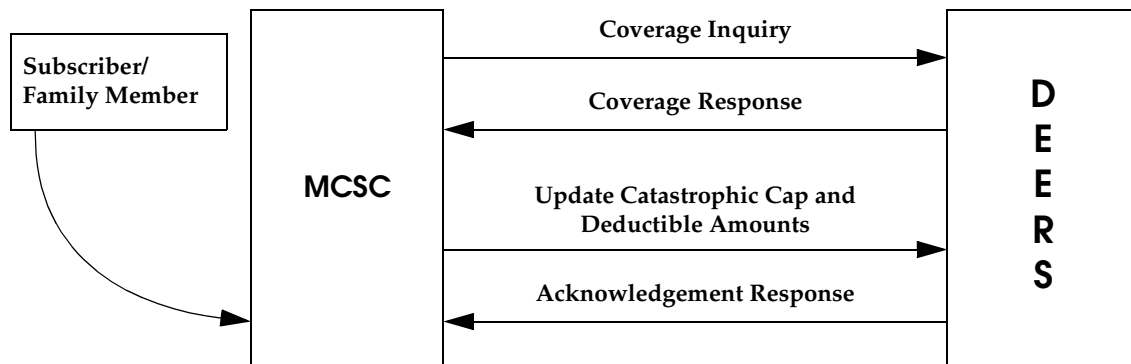 Subscriber/
Family Member
MCSC
Coverage Inquiry
Coverage Response
Update Catastrophic Cap and
Deductible Amounts
Acknowledgement Response
D
E
E
R
S